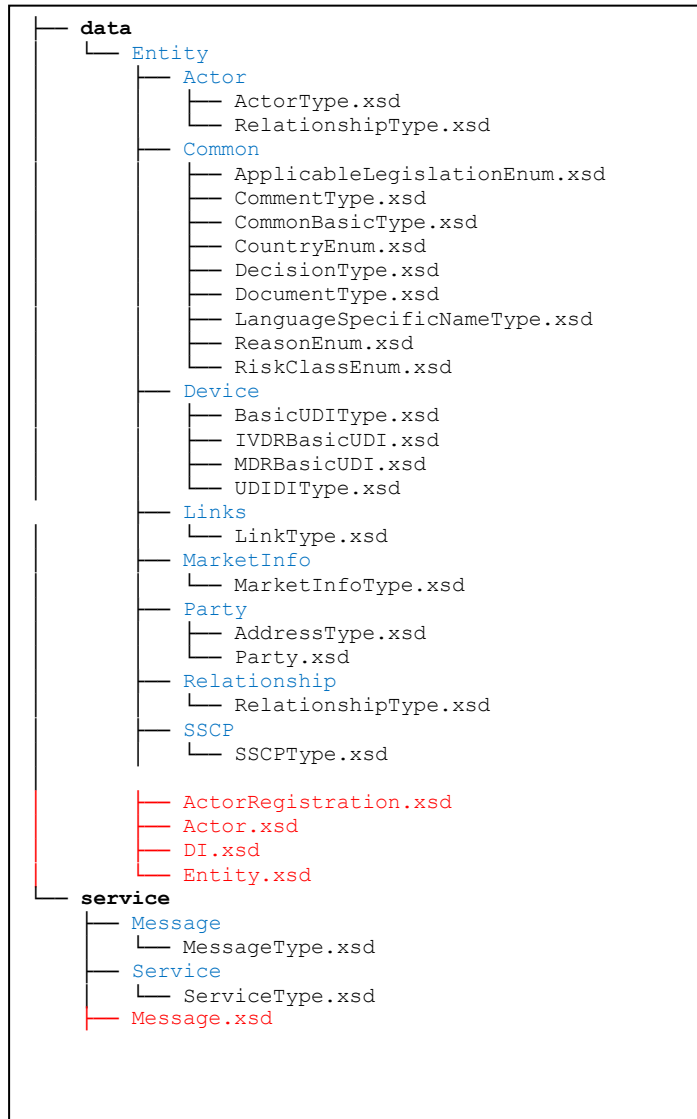 data
Entity
Actor
ActorType.xsd
RelationshipType.xsd
Common
ApplicableLegislationEnum.xsd
CommentType.xsd
CommonBasicType.xsd
CountryEnum.xsd
DecisionType.xsd
DocumentType.xsd
LanguageSpecificNameType.xsd
ReasonEnum.xsd
RiskClassEnum.xsd
Device
BasicUDIType.xsd
IVDRBasicUDI.xsd
MDRBasicUDI.xsd
UDIDIType.xsd
Links
LinkType.xsd
MarketInfo
MarketInfoType.xsd
Party
AddressType.xsd
Party.xsd
Relationship
RelationshipType.xsd
SSCP
SSCPType.xsd
ActorRegistration.xsd
Actor.xsd
DI.xsd
Entity.xsd
service
Message
MessageType.xsd
Service
ServiceType.xsd
Message.xsd